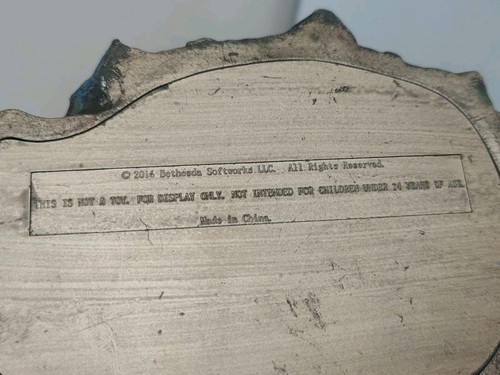 © 2016 Bethesda Softworks LLC. All Rights Reserved.
THIS IS NOT A TOY. FOR DISPLAY ONLY. NOT INTENDED FOR CHILDREN UNDER 14 YEARS OF AGE.
Made in China.